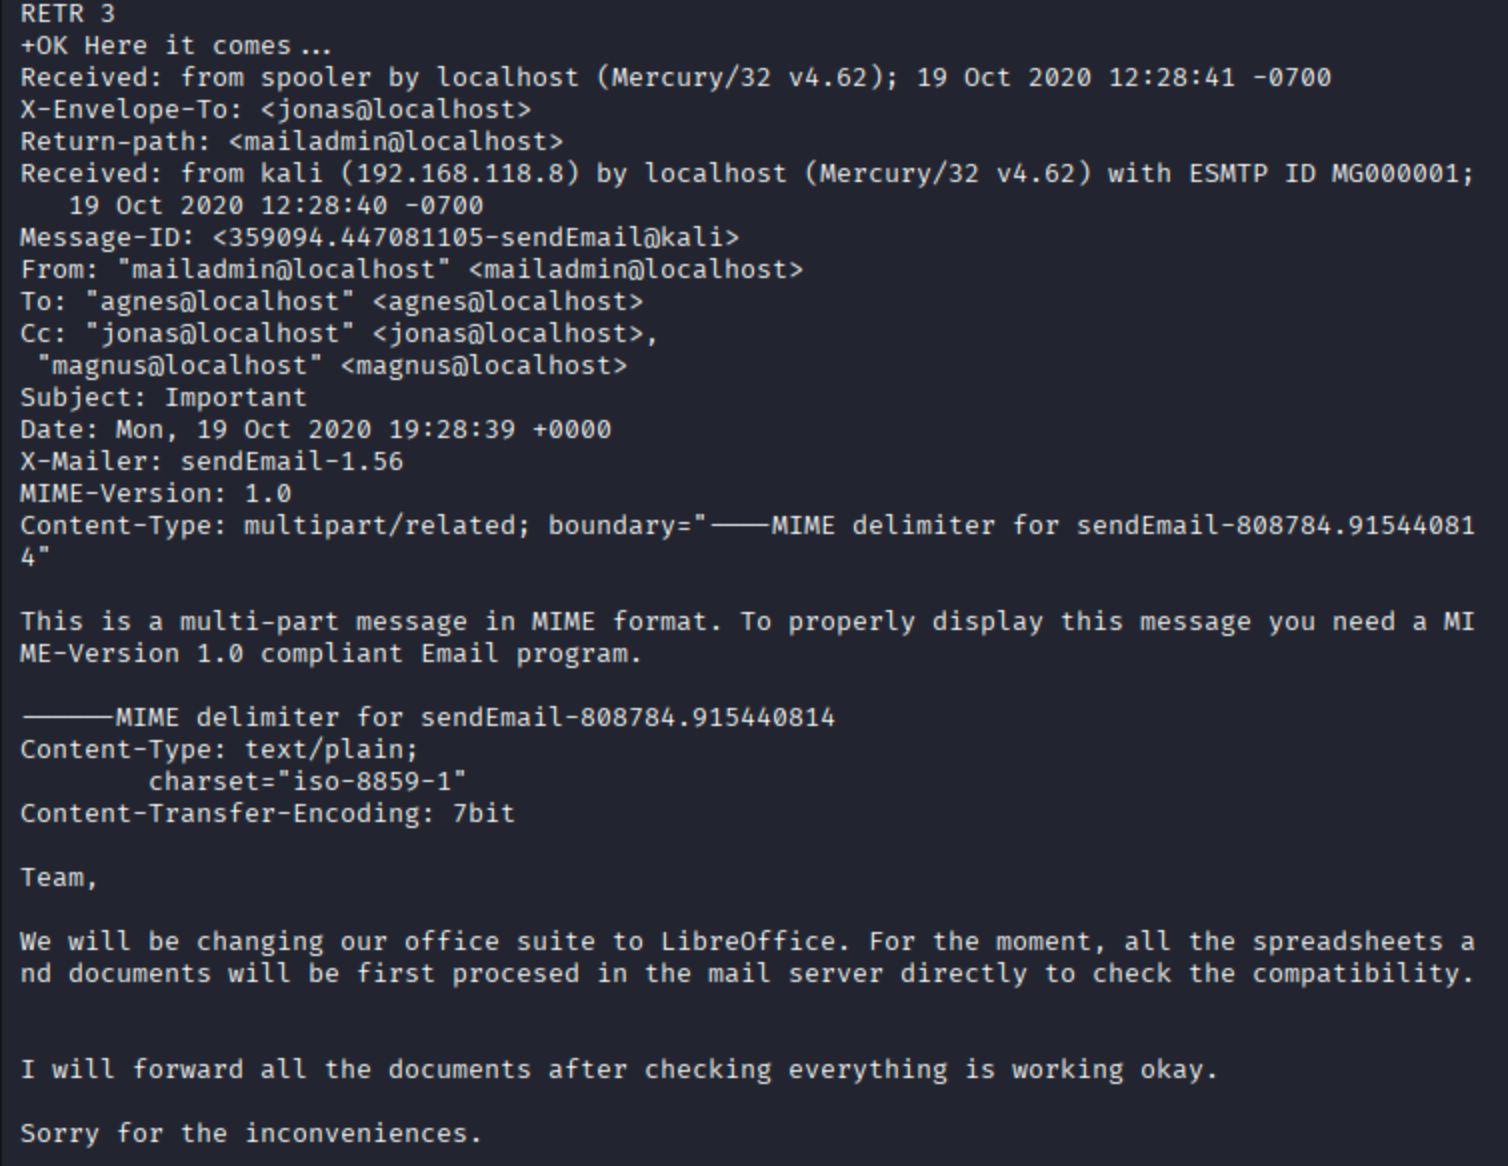 RETR 3
+OK Here it comes...
Received: from spooler by localhost (Mercury/32 v4.62); 19 Oct 2020 12:28:41 -0700
X-Envelope-To: <jonas@localhost>
Return-path: <mailadmin@localhost>
Received: from kali (192.168.118.8) by localhost (Mercury/32 v4.62) with ESMTP ID MG000001;
   19 Oct 2020 12:28:40 -0700
Message-ID: <359094.447081105-sendEmail@kali>
From: "mailadmin@localhost" <mailadmin@localhost>
To: "agnes@localhost" <agnes@localhost>
Cc: "jonas@localhost" <jonas@localhost>,
 "magnus@localhost" <magnus@localhost>
Subject: Important
Date: Mon, 19 Oct 2020 19:28:39 +0000
X-Mailer: sendEmail-1.56
MIME-Version: 1.0
Content-Type: multipart/related; boundary="----MIME delimiter for sendEmail-808784.91544081
4"
This is a multi-part message in MIME format. To properly display this message you need a MI
ME-Version 1.0 compliant Email program.
------MIME delimiter for sendEmail-808784.915440814
Content-Type: text/plain;
        charset="iso-8859-1"
Content-Transfer-Encoding: 7bit
Team,
We will be changing our office suite to LibreOffice. For the moment, all the spreadsheets a
nd documents will be first procesed in the mail server directly to check the compatibility.
I will forward all the documents after checking everything is working okay.
Sorry for the inconveniences.